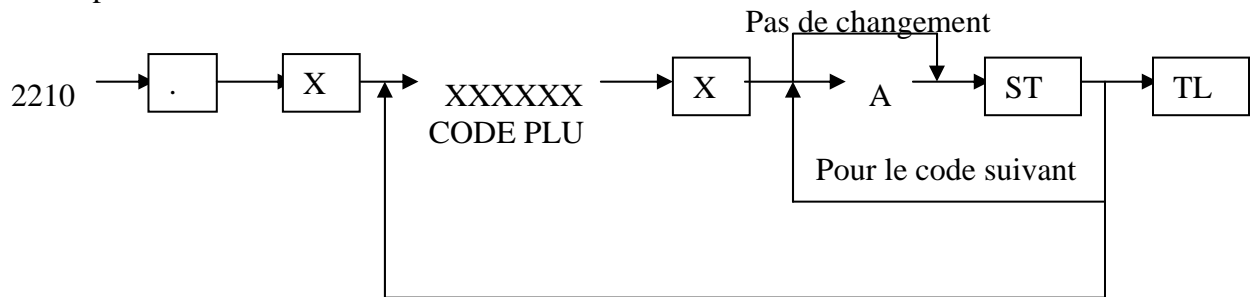 Pas de changement
2210 . X XXXXXX X A ST TL
CODE PLU
Pour le code suivant